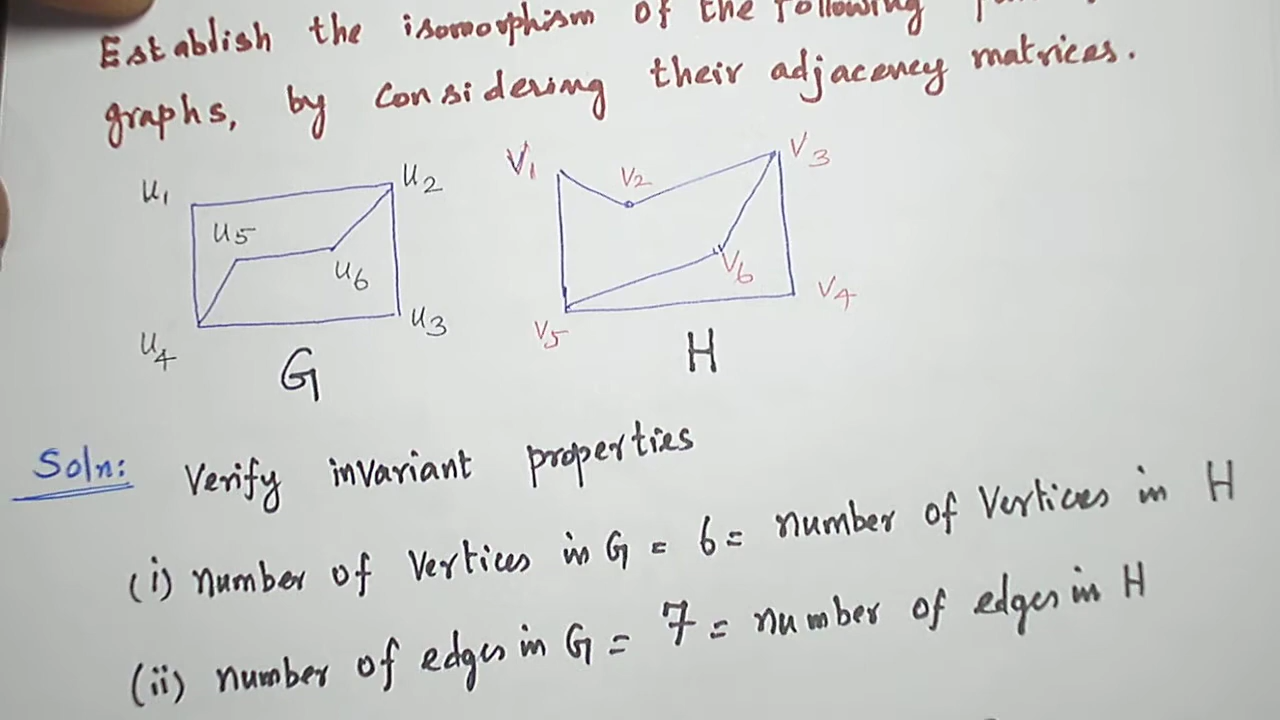 Establish the isomorphism of the following
graphs, by considering their adjacency matrices.
u1 u2 V1 V2 V3
u5 u6 V6
u4 u3 V5 V4
G H
Soln: Verify invariant properties
(i) number of Vertices in G = 6 = number of Vertices in H
(ii) number of edges in G = 7 = number of edges in H